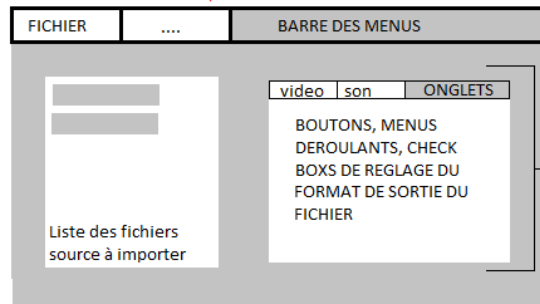 FICHIER
....
BARRE DES MENUS
video
son
ONGLETS
BOUTONS, MENUS
DEROULANTS, CHECK
BOXS DE REGLAGE DU
FORMAT DE SORTIE DU
FICHIER
Liste des fichiers
source à importer